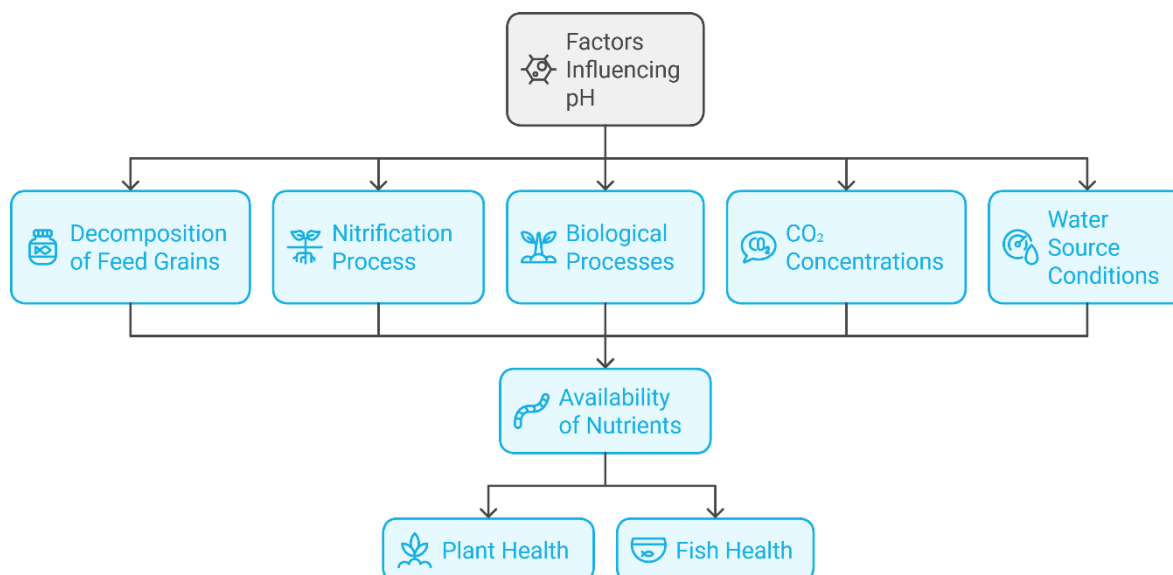 Factors
Influencing
pH
Decomposition
of Feed Grains
Nitrification
Process
Biological
Processes
CO₂
CO₂
Concentrations
Water
Source
Conditions
Availability
of Nutrients
Plant Health
Fish Health